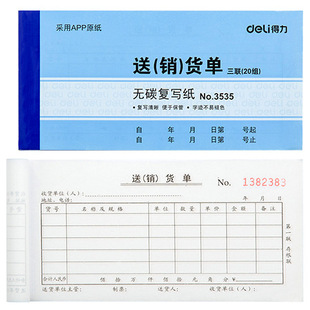 采用APP原纸
deli得力
送(销)货单 三联(20组)
无碳复写纸 No.3535
• 复写清晰 便于保管 • 字迹不易褪色
自 年 月 日第 号起
自 年 月 日第 号止
送(销)货单
No. 1382383
收货单位(人):
地址、电话: 年 月 日
货号 名称及规格 单位 数量 单价 金额 备注
第一联 存根联
合计人民币 佰 拾 万 仟 佰 拾 元 角 分 ¥
送货单位主管: 制票: 送货人: 收货单位(人):